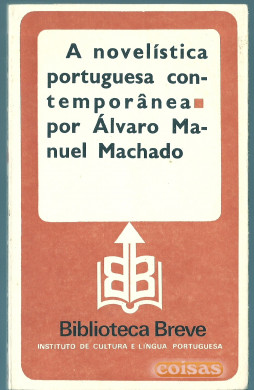 A novelística
portuguesa con-
temporânea
por Álvaro Ma-
nuel Machado
Biblioteca Breve
INSTITUTO DE CULTURA E LÍNGUA PORTUGUESA
coisas